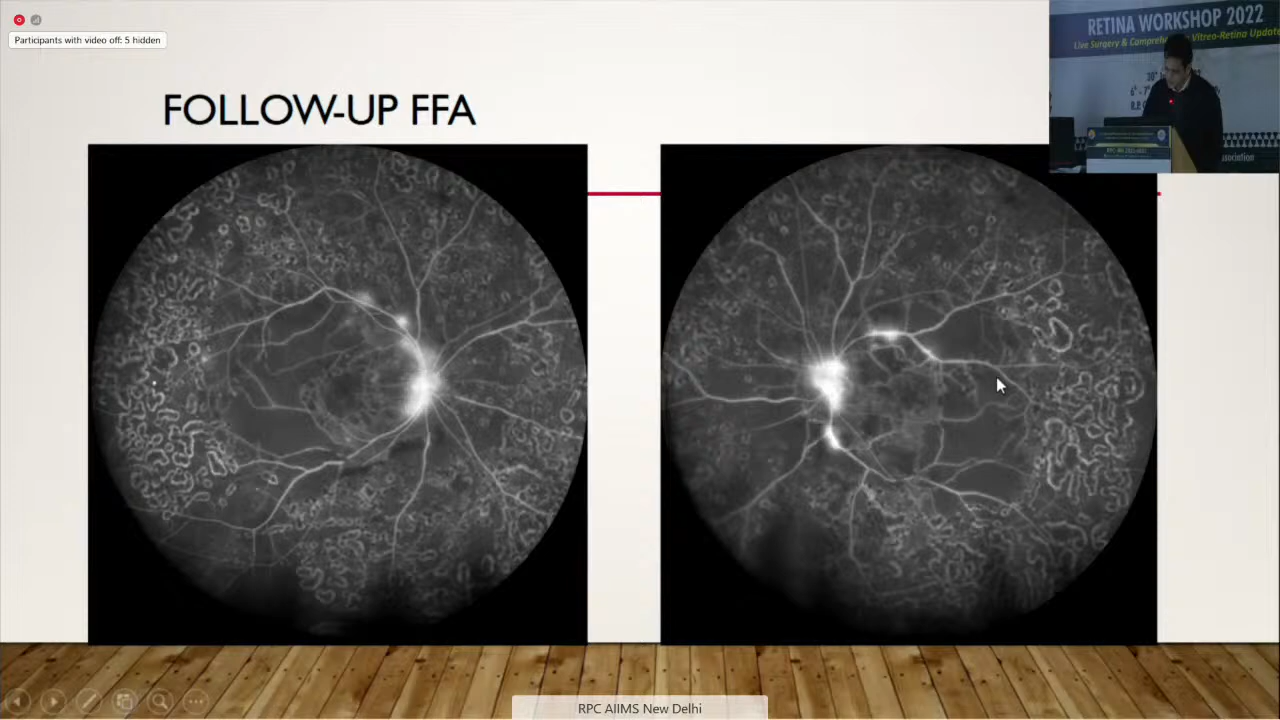 Participants with video off: 5 hidden
RETINA WORKSHOP 2022
Live Surgery & Vitreo-Retina Update
FOLLOW-UP FFA
RPC AIIMS New Delhi